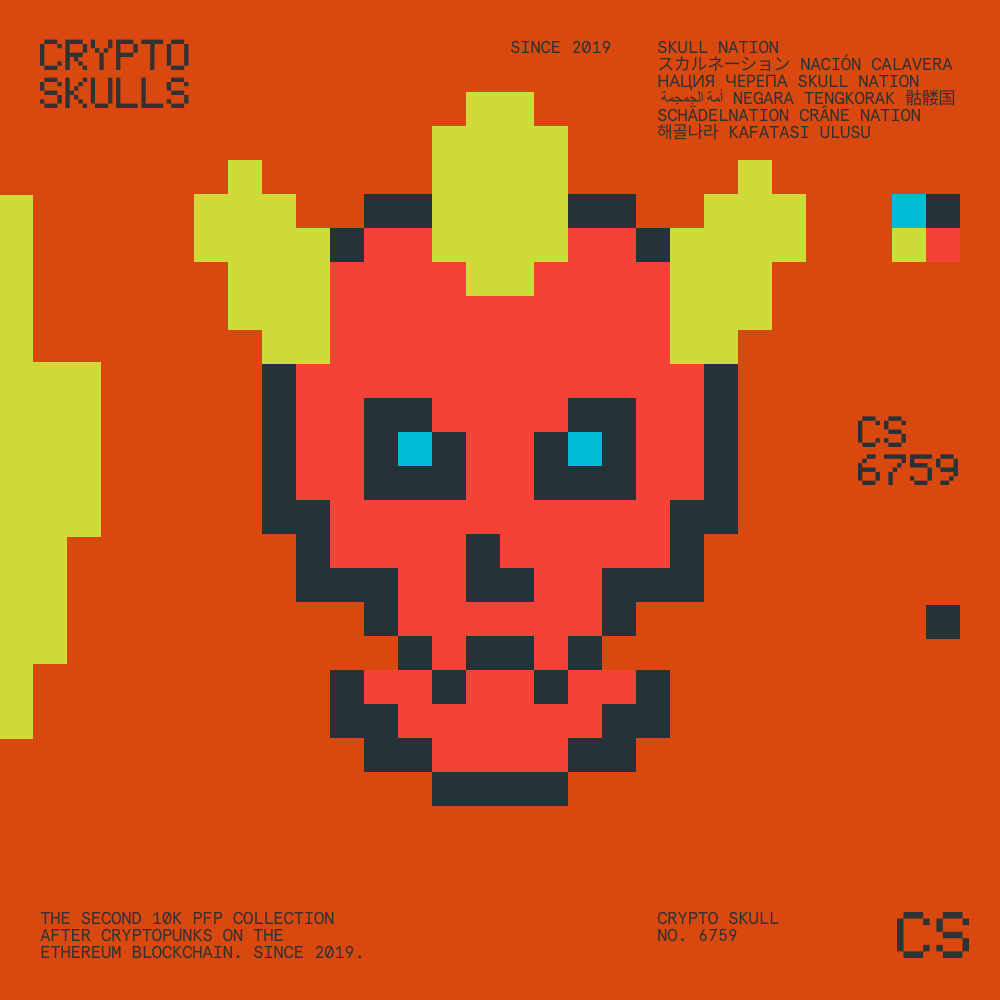 CRYPTO
SKULLS
SINCE 2019
SKULL NATION
スカルネーション NACIÓN CALAVERA
НАЦИЯ ЧЕРЕПА SKULL NATION
أمة الجمجمة NEGARA TENGKORAK 骷髅国
SCHÄDELNATION CRÂNE NATION
해골나라 KAFATASI ULUSU
CS
6759
THE SECOND 10K PFP COLLECTION
AFTER CRYPTOPUNKS ON THE
ETHEREUM BLOCKCHAIN. SINCE 2019.
CRYPTO SKULL
NO. 6759
CS